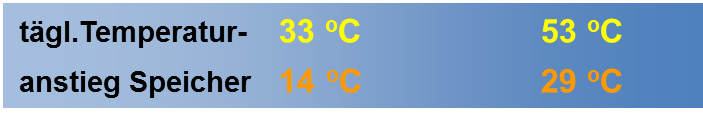 tägl.Temperatur- 33 ºC 53 ºC
anstieg Speicher 14 ºC 29 ºC